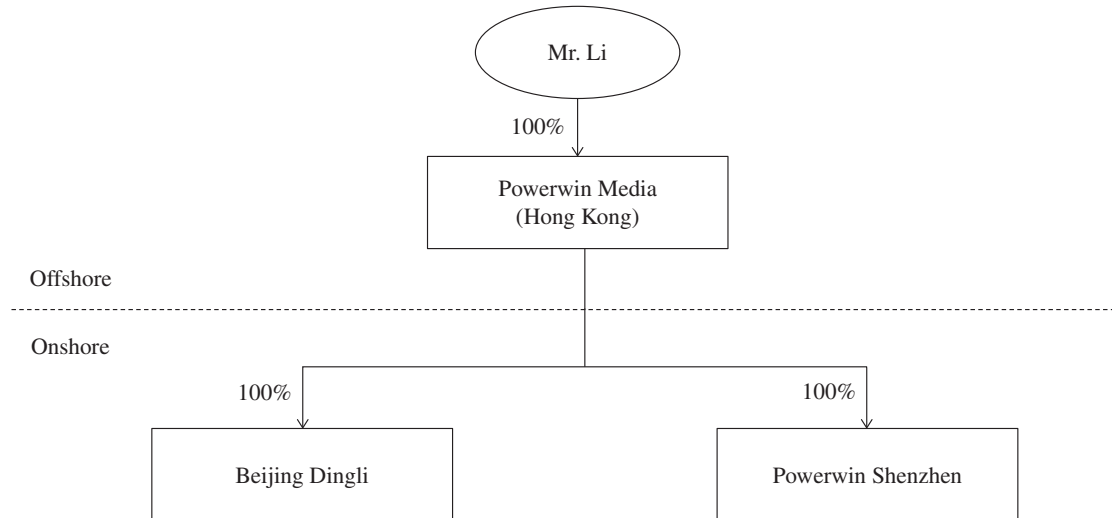 Mr. Li
100%
Powerwin Media
(Hong Kong)
Offshore
Onshore
100%
100%
Beijing Dingli
Powerwin Shenzhen